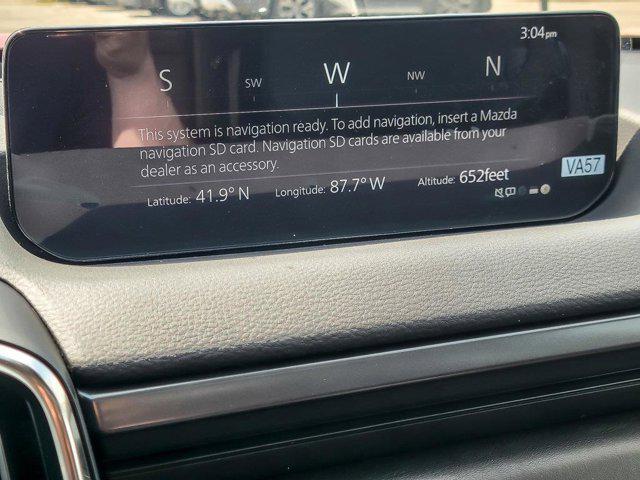 3:04pm
S SW W NW N
This system is navigation ready. To add navigation, insert a Mazda
navigation SD card. Navigation SD cards are available from your
dealer as an accessory.
Latitude: 41.9° N Longitude: 87.7° W Altitude: 652feet
VA57